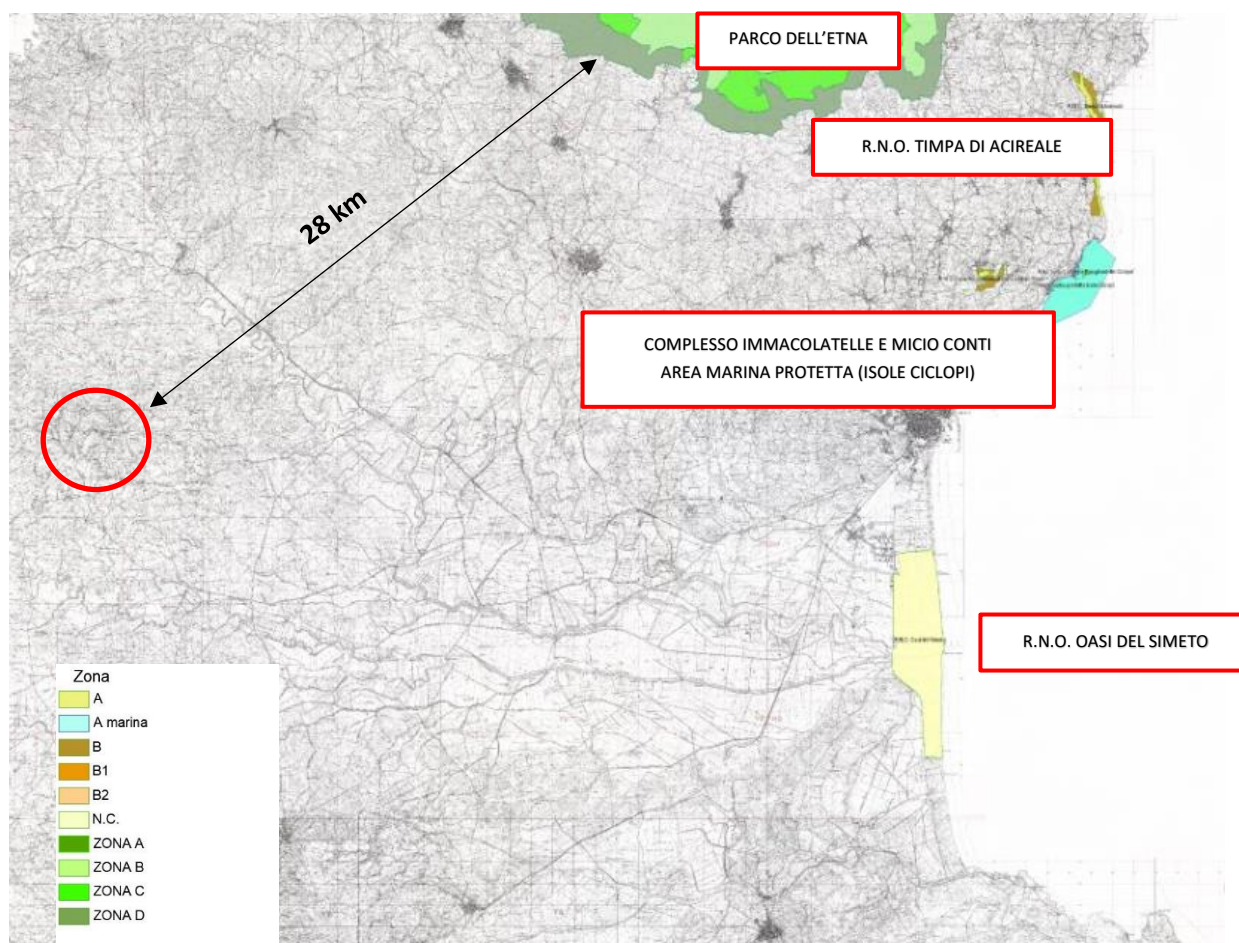 PARCO DELL'ETNA
R.N.O. TIMPA DI ACIREALE
28 km
COMPLESSO IMMACOLATELLE E MICIO CONTI
AREA MARINA PROTETTA (ISOLE CICLOPI)
R.N.O. OASI DEL SIMETO
Zona
A
A marina
B
B1
B2
N.C.
ZONA A
ZONA B
ZONA C
ZONA D